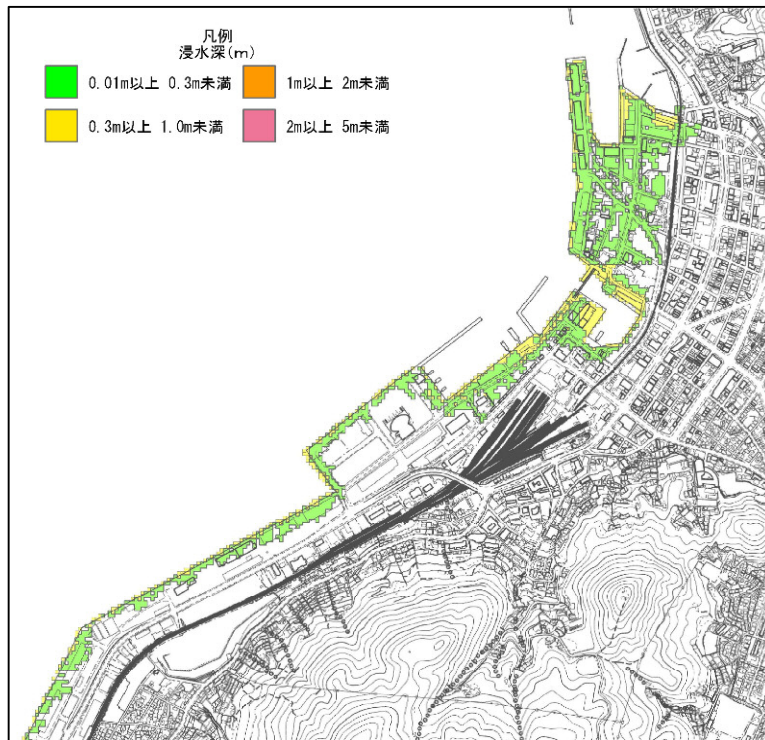 凡例
浸水深(m)
0.01m以上 0.3m未満
1m以上 2m未満
0.3m以上 1.0m未満
2m以上 5m未満